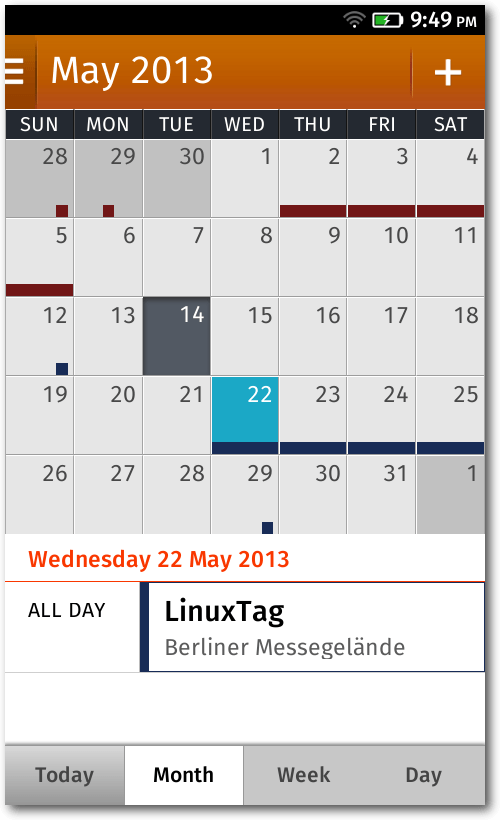 9:49 PM
May 2013 +
SUN MON TUE WED THU FRI SAT
28 29 30 1 2 3 4
5 6 7 8 9 10 11
12 13 14 15 16 17 18
19 20 21 22 23 24 25
26 27 28 29 30 31 1
Wednesday 22 May 2013
ALL DAY LinuxTag
Berliner Messegelände
Today Month Week Day